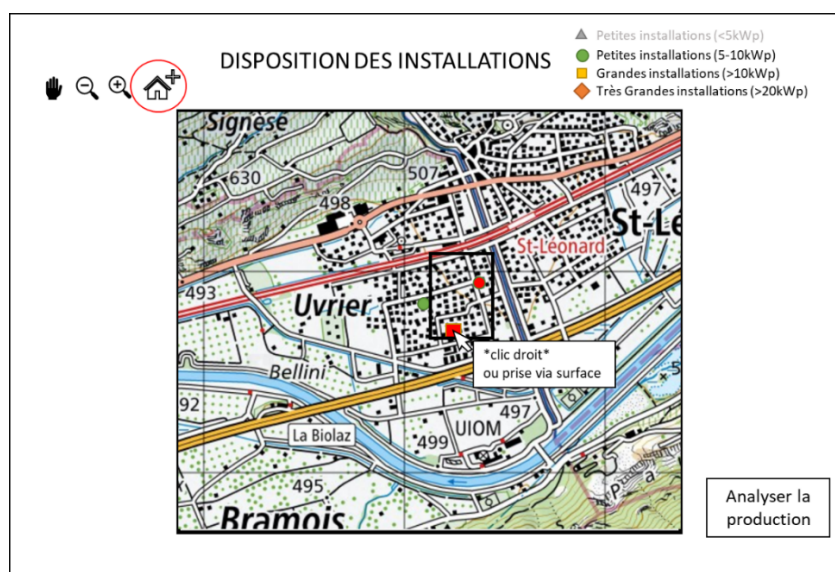 DISPOSITION DES INSTALLATIONS
Petites installations (<5kWp)
Petites installations (5-10kWp)
Grandes installations (>10kWp)
Très Grandes installations (>20kWp)
Signèse
630
507
498
497
St-Lé
St-Léonard
493
Uvrier
*clic droit*
ou prise via surface
Bellini
92
497
UIOM
La Biolaz
499
495
Bramois
P
a
Analyser la
production